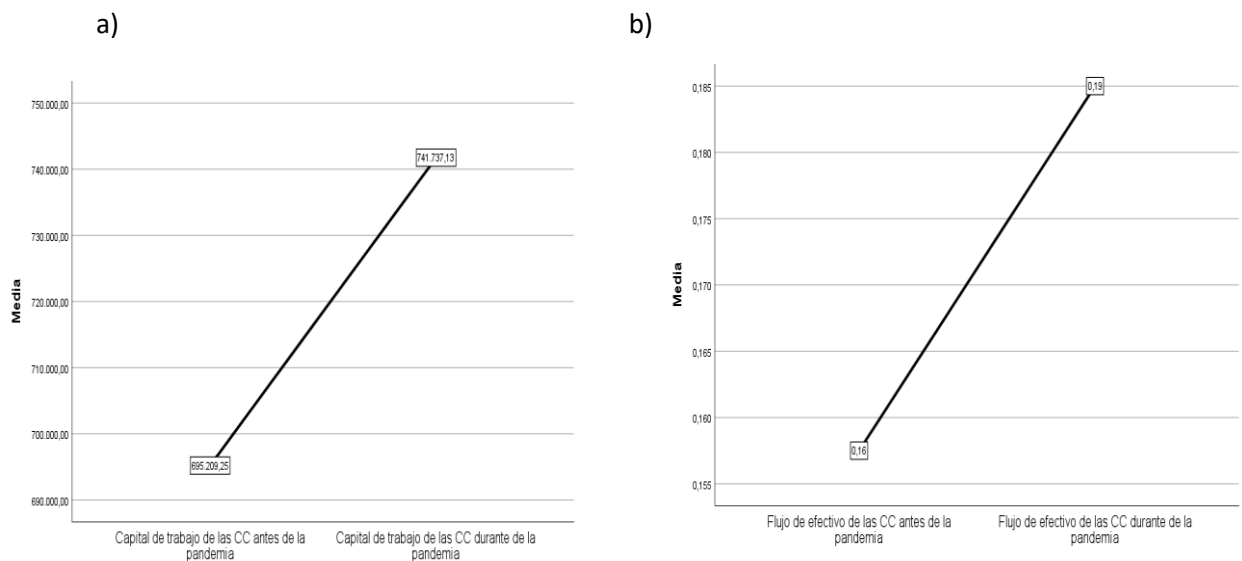 a)
b)
Media
750.000,00
740.000,00
730.000,00
720.000,00
710.000,00
700.000,00
690.000,00
741.737,13
695.209,25
Capital de trabajo de las CC antes de la
pandemia
Capital de trabajo de las CC durante de la
pandemia
Media
0,185
0,180
0,175
0,170
0,165
0,160
0,155
0,19
0,16
Flujo de efectivo de las CC antes de la
pandemia
Flujo de efectivo de las CC durante de la
pandemia